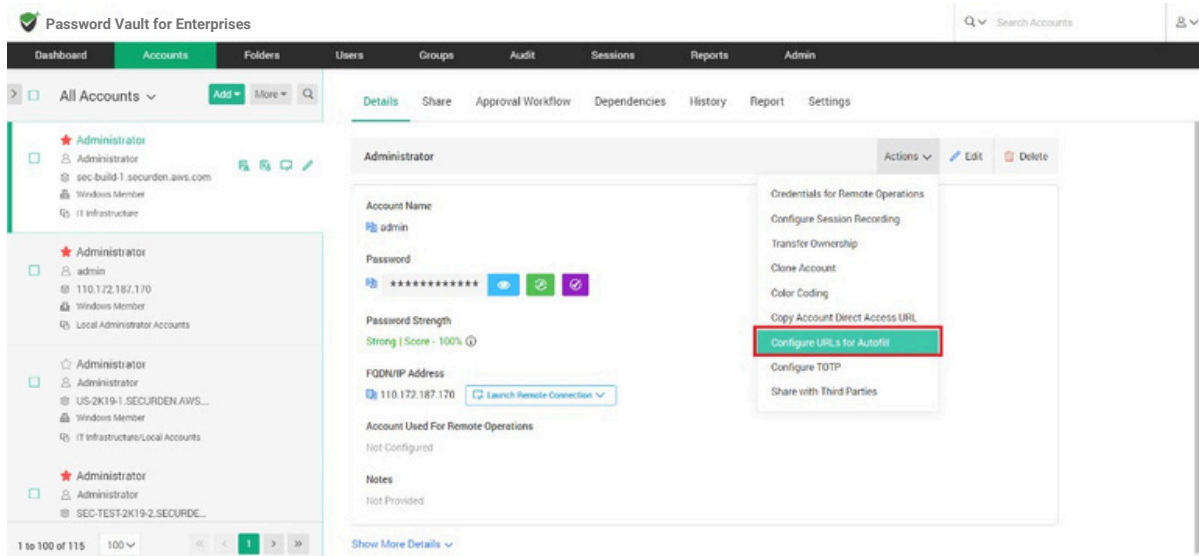 Password Vault for Enterprises
Search Accounts
Dashboard Accounts Folders Users Groups Audit Sessions Reports Admin
All Accounts
Add More
Details Share Approval Workflow Dependencies History Report Settings
Administrator
Administrator
sec-build-1.securden.aws.com
Windows Member
IT Infrastructure
Administrator
admin
110.172.187.170
Windows Member
Local Administrator Accounts
Administrator
Administrator
US-2K19-1.SECURDEN.AWS...
Windows Member
IT Infrastructure/Local Accounts
Administrator
Administrator
SEC-TEST-2K19-2.SECURDE...
1 to 100 of 115 100 « < 1 > »
Administrator
Actions Edit Delete
Account Name
admin
Password
************
Password Strength
Strong | Score - 100%
FQDN/IP Address
110.172.187.170 Launch Remote Connection
Account Used For Remote Operations
Not Configured
Notes
Not Provided
Show More Details
Credentials for Remote Operations
Configure Session Recording
Transfer Ownership
Clone Account
Color Coding
Copy Account Direct Access URL
Configure URLs for Autofill
Configure TOTP
Share with Third Parties